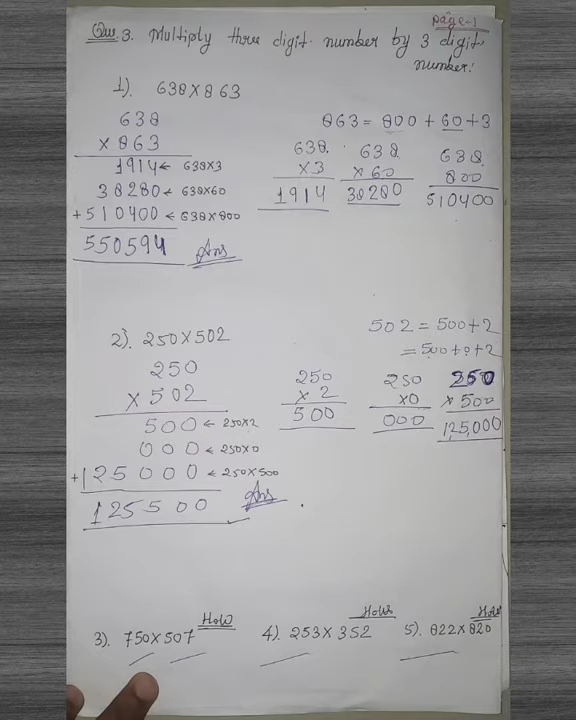 Page-1
Que. 3. Multiply three digit number by 3 digit
number.
1). 638×863
638
×863
1914 ← 638×3
38280 ← 638×60
+510400 ← 638×800
550594 Ans
863 = 800 + 60 + 3
638 638 638
×3 ×60 800
1914 38280 510400
2). 250×502
250
×502
500 ← 250×2
000 ← 250×0
+125000 ← 250×500
125500 Ans
502 = 500+2
= 500+0+2
250 250 250
×2 ×0 ×500
500 000 125,000
3). 750×507 How 4). 253×352 5). 822×820